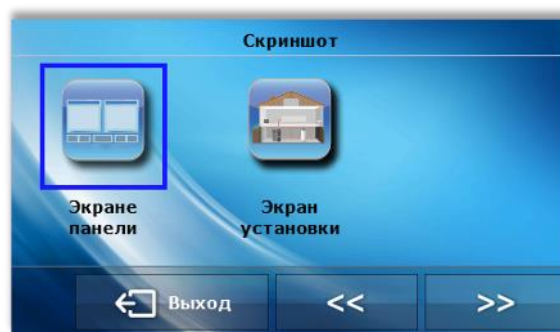 Скриншот
Экране
панели
Экран
установки
Выход
<<
>>